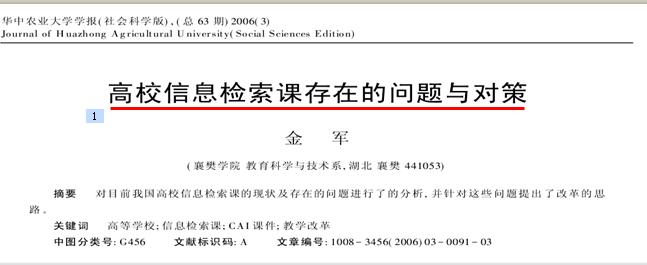 华中农业大学学报(社会科学版),(总 63 期)2006(3)
Journal of Huazhong Agricultural University(Social Sciences Edition)
高校信息检索课存在的问题与对策
1
金 军
(襄樊学院 教育科学与技术系,湖北 襄樊 441053)
摘要 对目前我国高校信息检索课的现状及存在的问题进行了的分析,并针对这些问题提出了改革的思
路。
关键词 高等学校;信息检索课;CAI 课件;教学改革
中图分类号:G456 文献标识码:A 文章编号:1008-3456(2006)03-0091-03